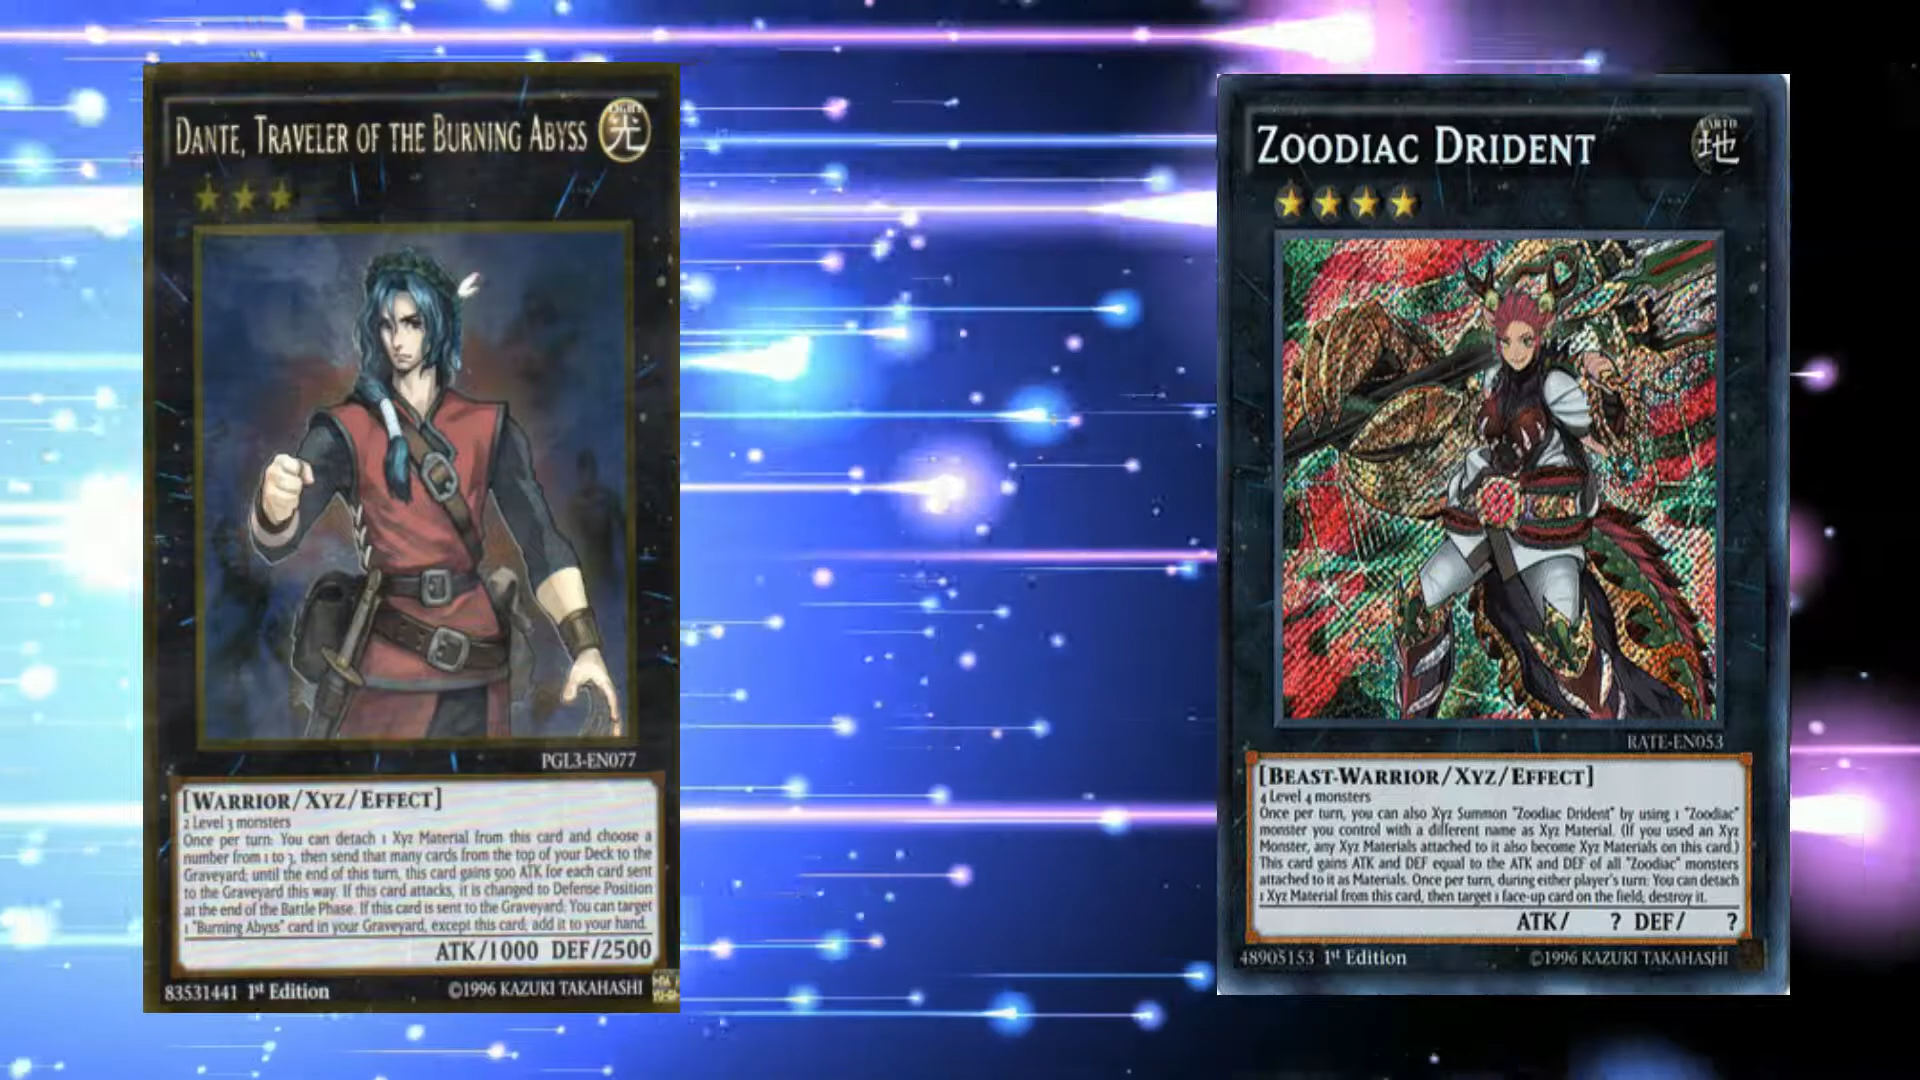 DANTE, TRAVELER OF THE BURNING ABYSS
LIGHT
光
PGL3-EN077
[WARRIOR/XYZ/EFFECT]
2 Level 3 monsters
Once per turn: You can detach 1 Xyz Material from this card and choose a
number from 1 to 3, then send that many cards from the top of your Deck to the
Graveyard; until the end of this turn, this card gains 500 ATK for each card sent
to the Graveyard this way. If this card attacks, it is changed to Defense Position
at the end of the Battle Phase. If this card is sent to the Graveyard: You can target
1 "Burning Abyss" card in your Graveyard, except this card; add it to your hand.
ATK/1000 DEF/2500
83531441 1st Edition
©1996 KAZUKI TAKAHASHI
ZOODIAC DRIDENT
EARTH
地
RATE-EN053
[BEAST-WARRIOR/XYZ/EFFECT]
4 Level 4 monsters
Once per turn, you can also Xyz Summon "Zoodiac Drident" by using 1 "Zoodiac"
monster you control with a different name as Xyz Material. (If you used an Xyz
Monster, any Xyz Materials attached to it also become Xyz Materials on this card.)
This card gains ATK and DEF equal to the ATK and DEF of all "Zoodiac" monsters
attached to it as Materials. Once per turn, during either player's turn: You can detach
1 Xyz Material from this card, then target 1 face-up card on the field; destroy it.
ATK/ ? DEF/ ?
48905153 1st Edition
©1996 KAZUKI TAKAHASHI